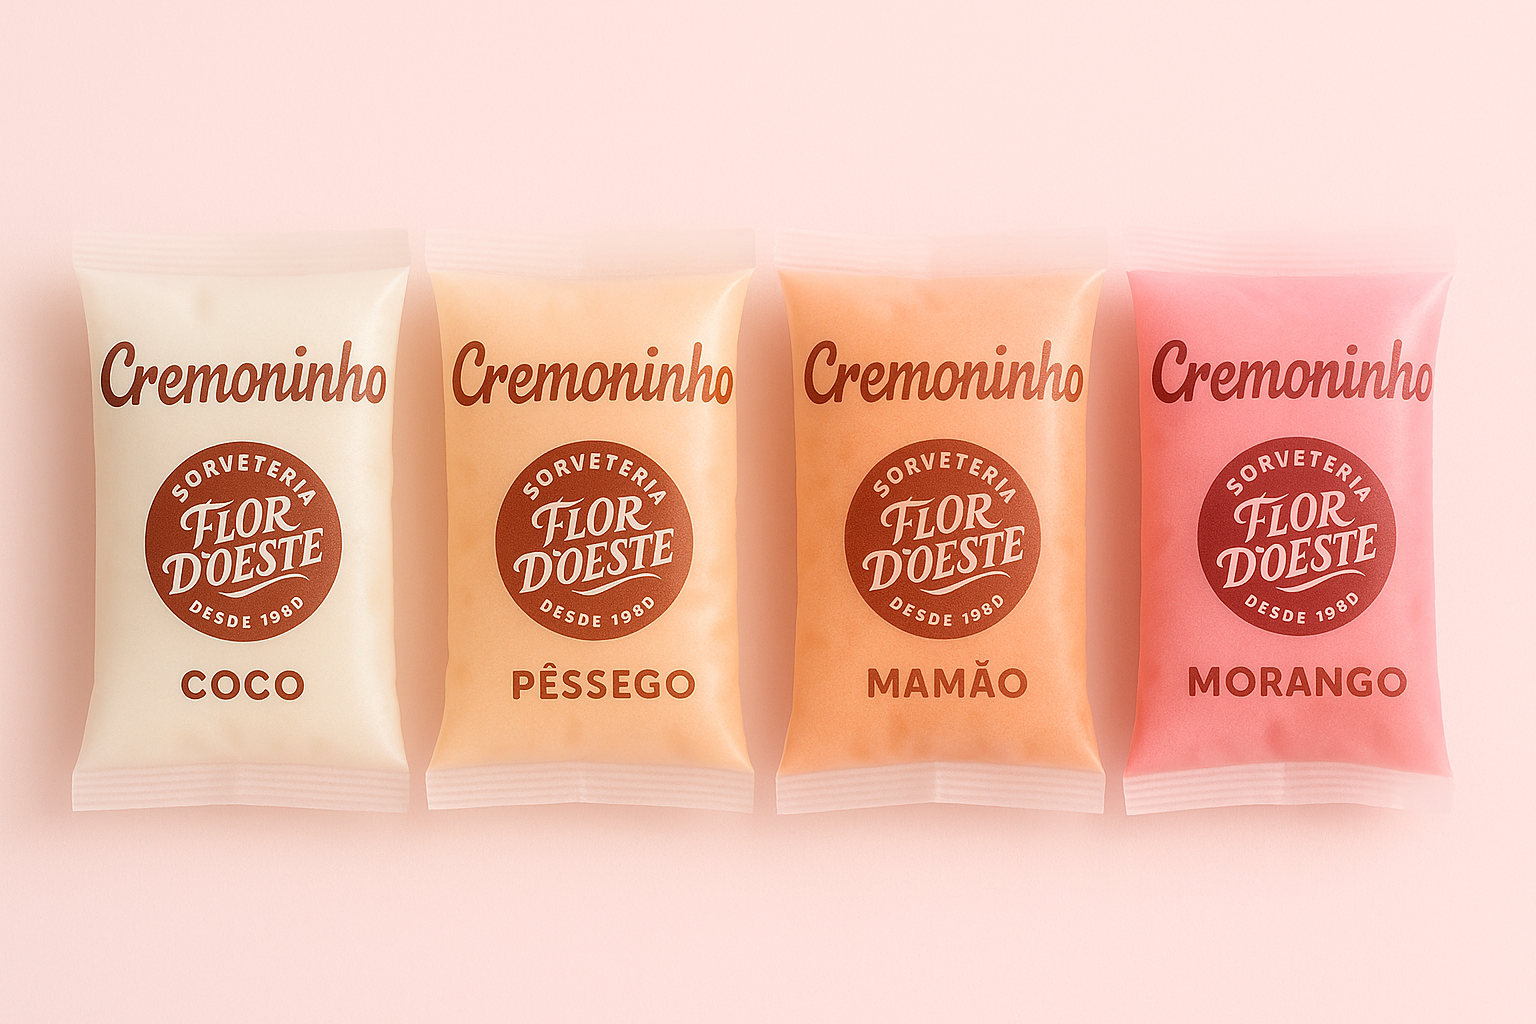 Cremoninho
SORVETERIA
FLOR
D'OESTE
DESDE 198D
COCO
Cremoninho
SORVETERIA
FLOR
D'OESTE
DESDE 198D
PÊSSEGO
Cremoninho
SORVETERIA
FLOR
D'OESTE
DESDE 198D
MAMĂO
Cremoninho
SORVETERIA
FLOR
D'OESTE
DESDE 198D
MORANGO